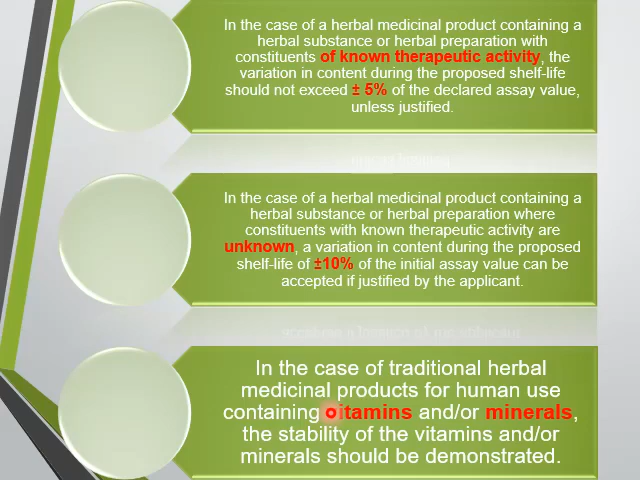 In the case of a herbal medicinal product containing a
herbal substance or herbal preparation with
constituents of known therapeutic activity, the
variation in content during the proposed shelf-life
should not exceed ± 5% of the declared assay value,
unless justified.
In the case of a herbal medicinal product containing a
herbal substance or herbal preparation where
constituents with known therapeutic activity are
unknown, a variation in content during the proposed
shelf-life of ±10% of the initial assay value can be
accepted if justified by the applicant.
In the case of traditional herbal
medicinal products for human use
containing vitamins and/or minerals,
the stability of the vitamins and/or
minerals should be demonstrated.